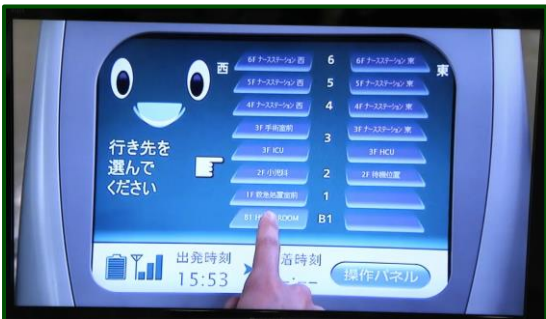 西
東
6F ナースステーション 西
6
6F ナースステーション 東
5F ナースステーション 西
5
5F ナースステーション 東
4F ナースステーション 西
4
4F ナースステーション 東
3F 手術室前
3
3F ナースステーション 東
3F ICU
3F HCU
2F 小児科
2
2F 待機位置
1F 救急処置室前
1
B1
ROOM
B1
行き先を
選んで
ください
出発時刻
15:53
着時刻
--
操作パネル